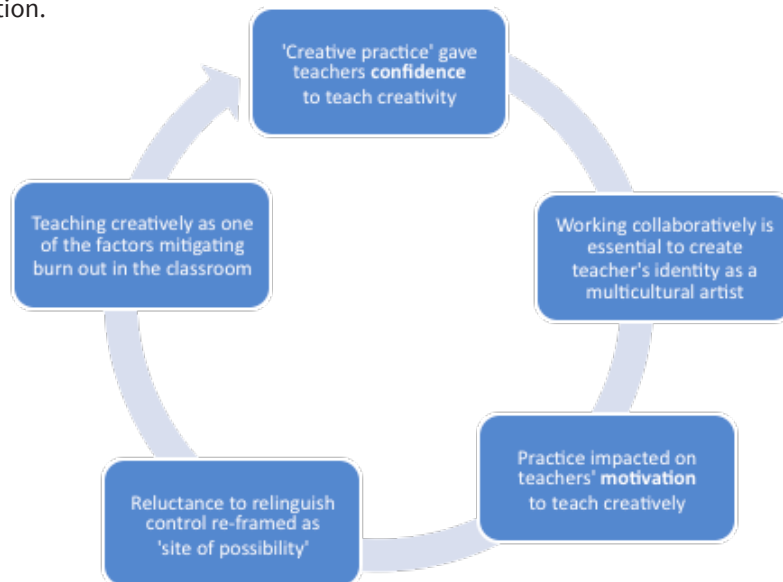 tion.
'Creative practice' gave
teachers confidence
to teach creativity
Working collaboratively is
essential to create
teacher's identity as a
multicultural artist
Practice impacted on
teachers' motivation
to teach creatively
Reluctance to relinguish
control re-framed as
'site of possibility'
Teaching creatively as one
of the factors mitigating
burn out in the classroom